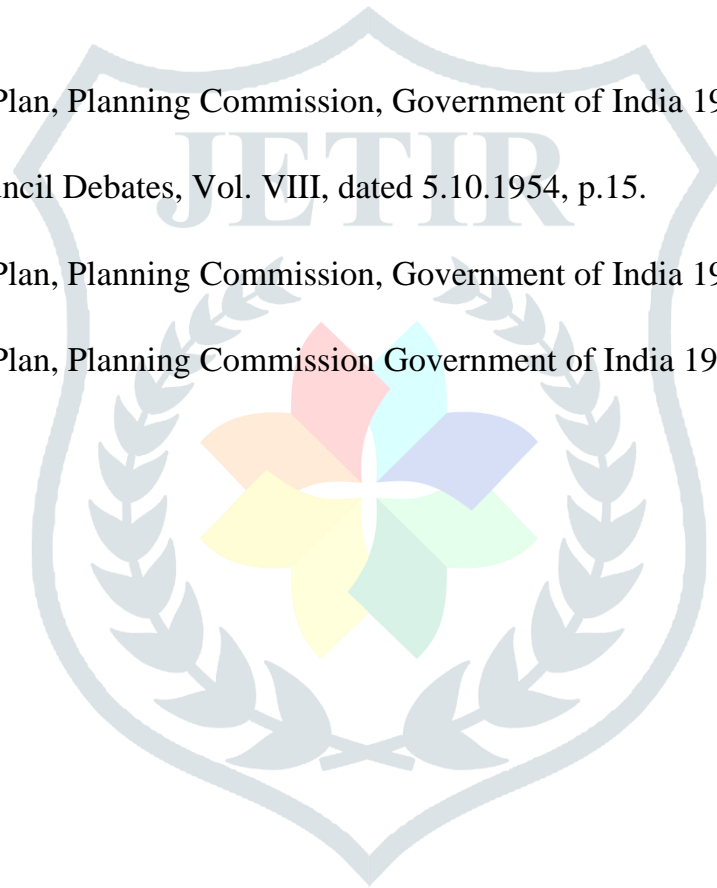 Plan, Planning Commission, Government of India 19
JETIR
uncil Debates, Vol. VIII, dated 5.10.1954, p.15.
Plan, Planning Commission, Government of India 19
Plan, Planning Commission Government of India 19